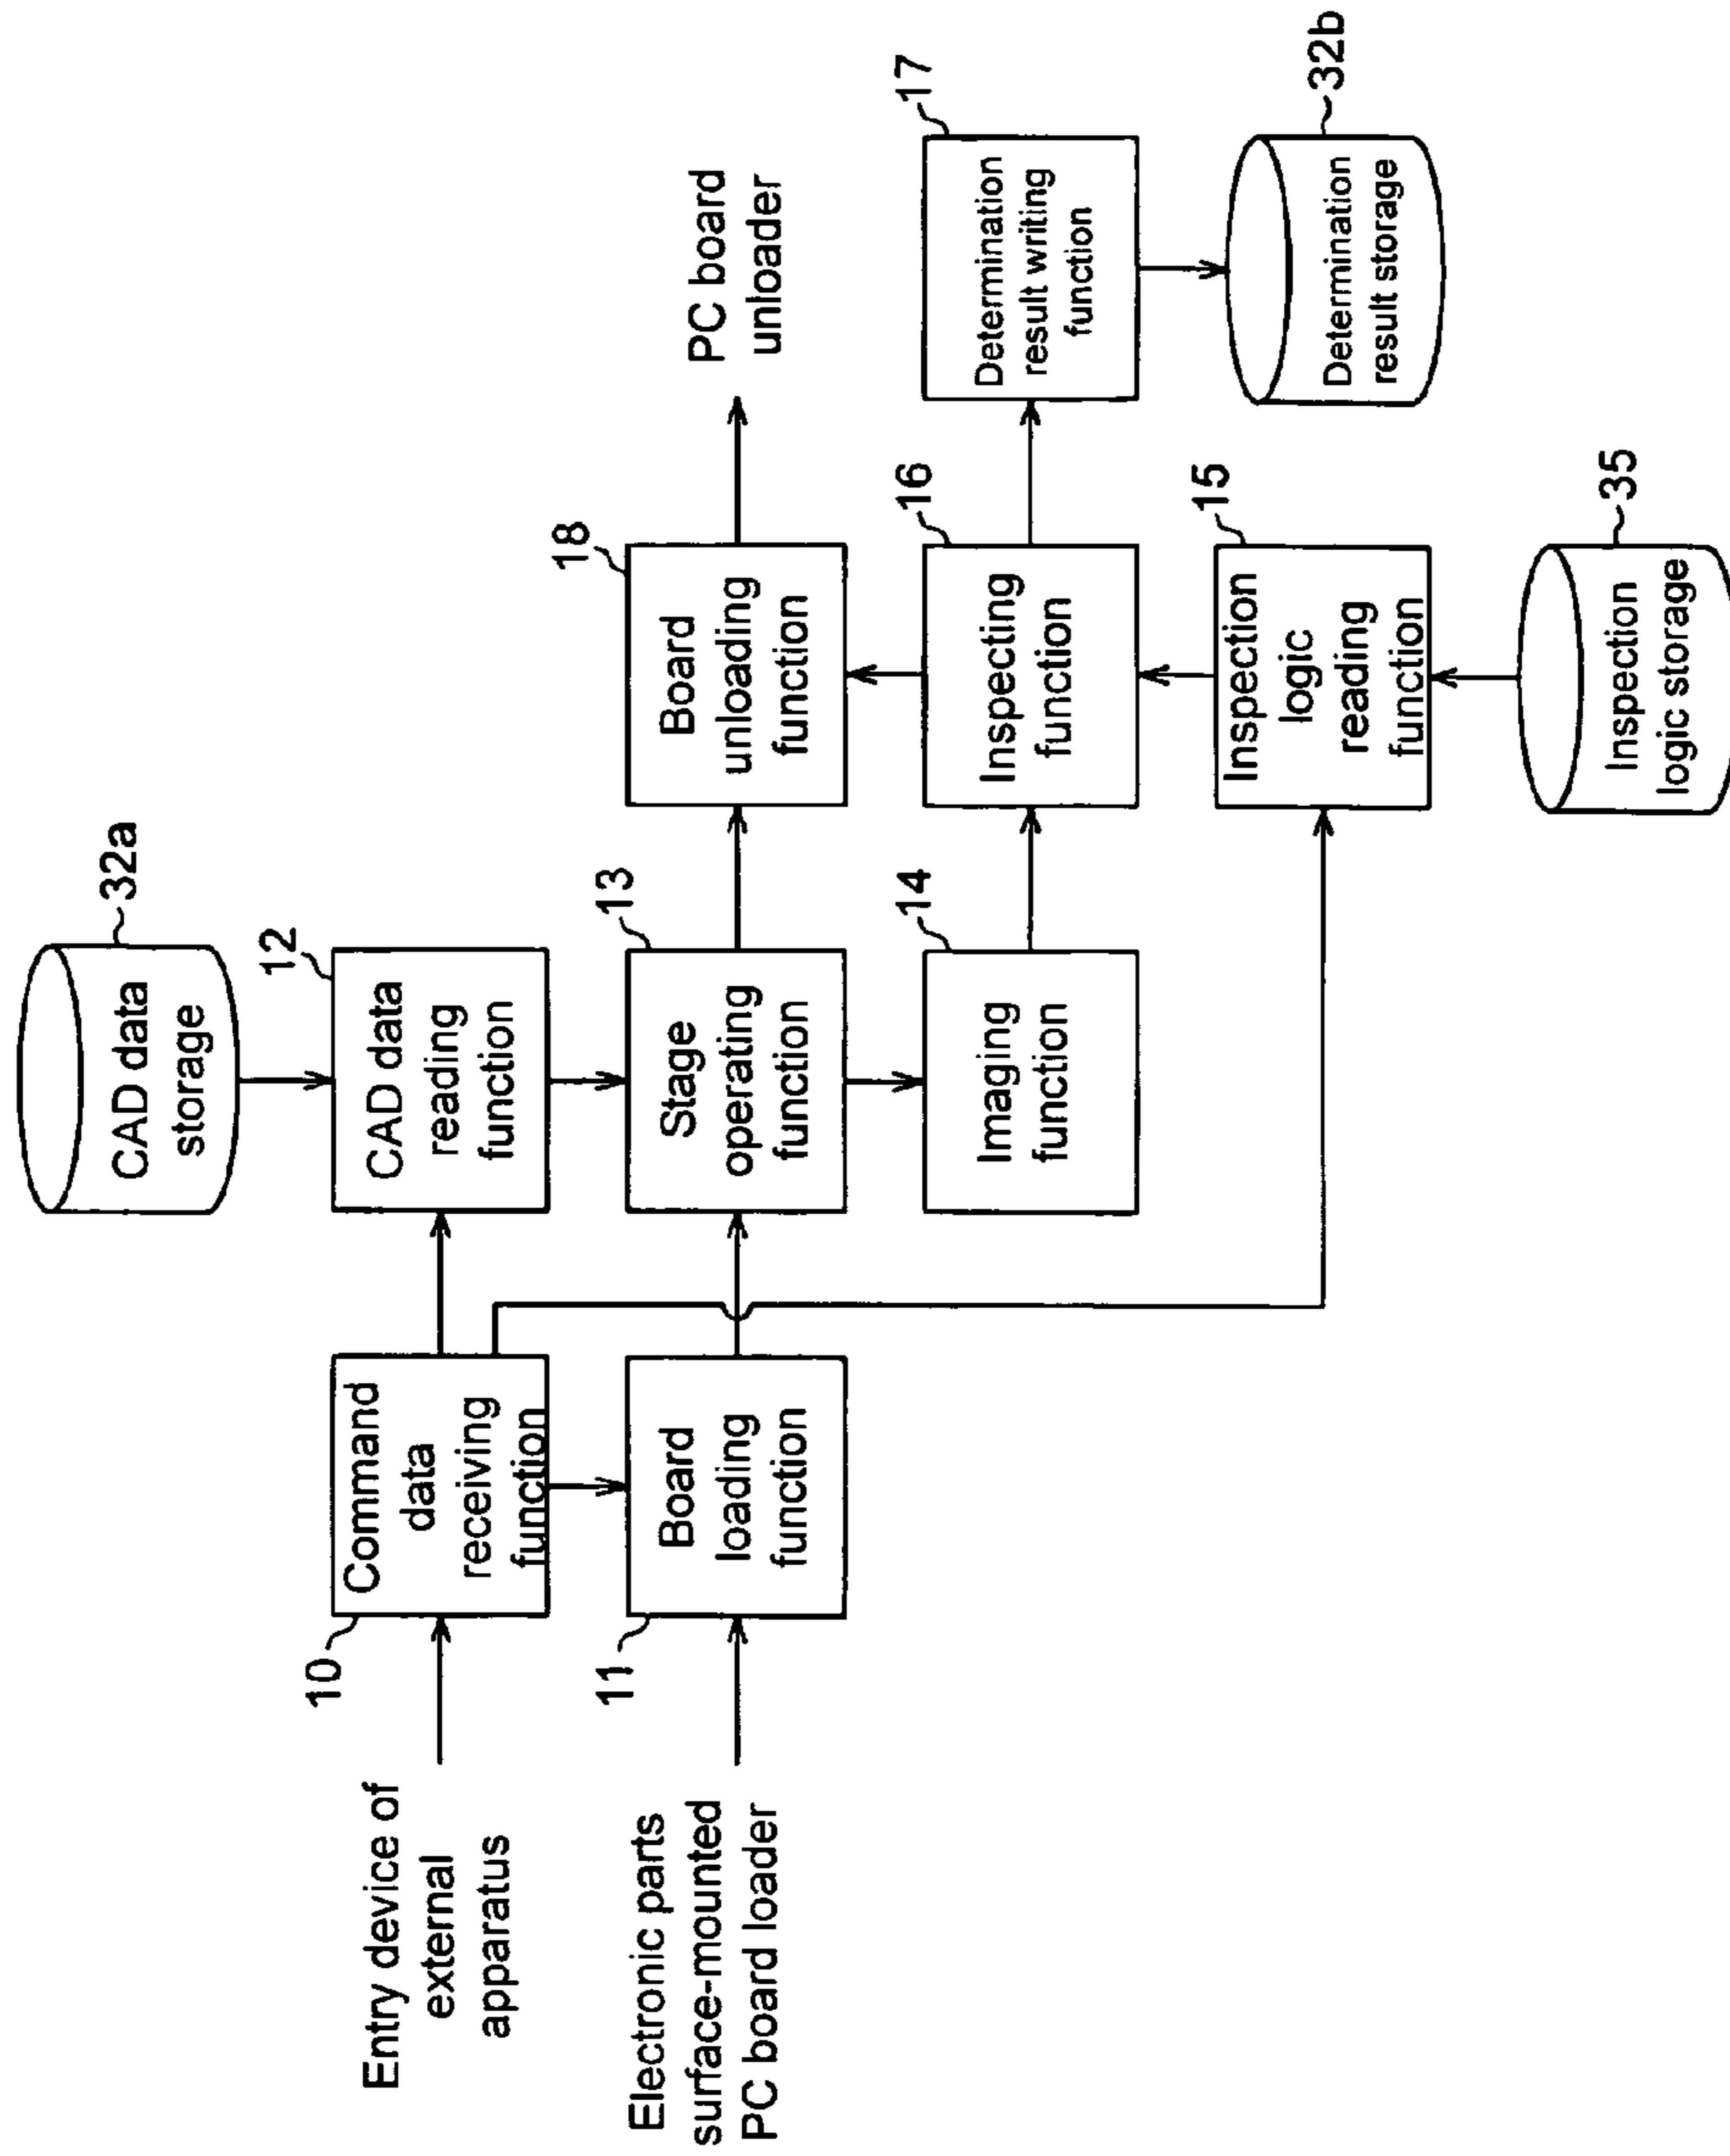 32a
CAD data
storage
12
CAD data
reading
function
10
Command
data
receiving
function
Entry device of
external
apparatus
11
Board
loading
function
Electronic parts
surface-mounted
PC board loader
13
Stage
operating
function
18
Board
unloading
function
PC board
unloader
14
Imaging
function
16
Inspecting
function
17
Determination
result writing
function
15
Inspection
logic
reading
function
32b
Determination
result storage
35
Inspection
logic storage